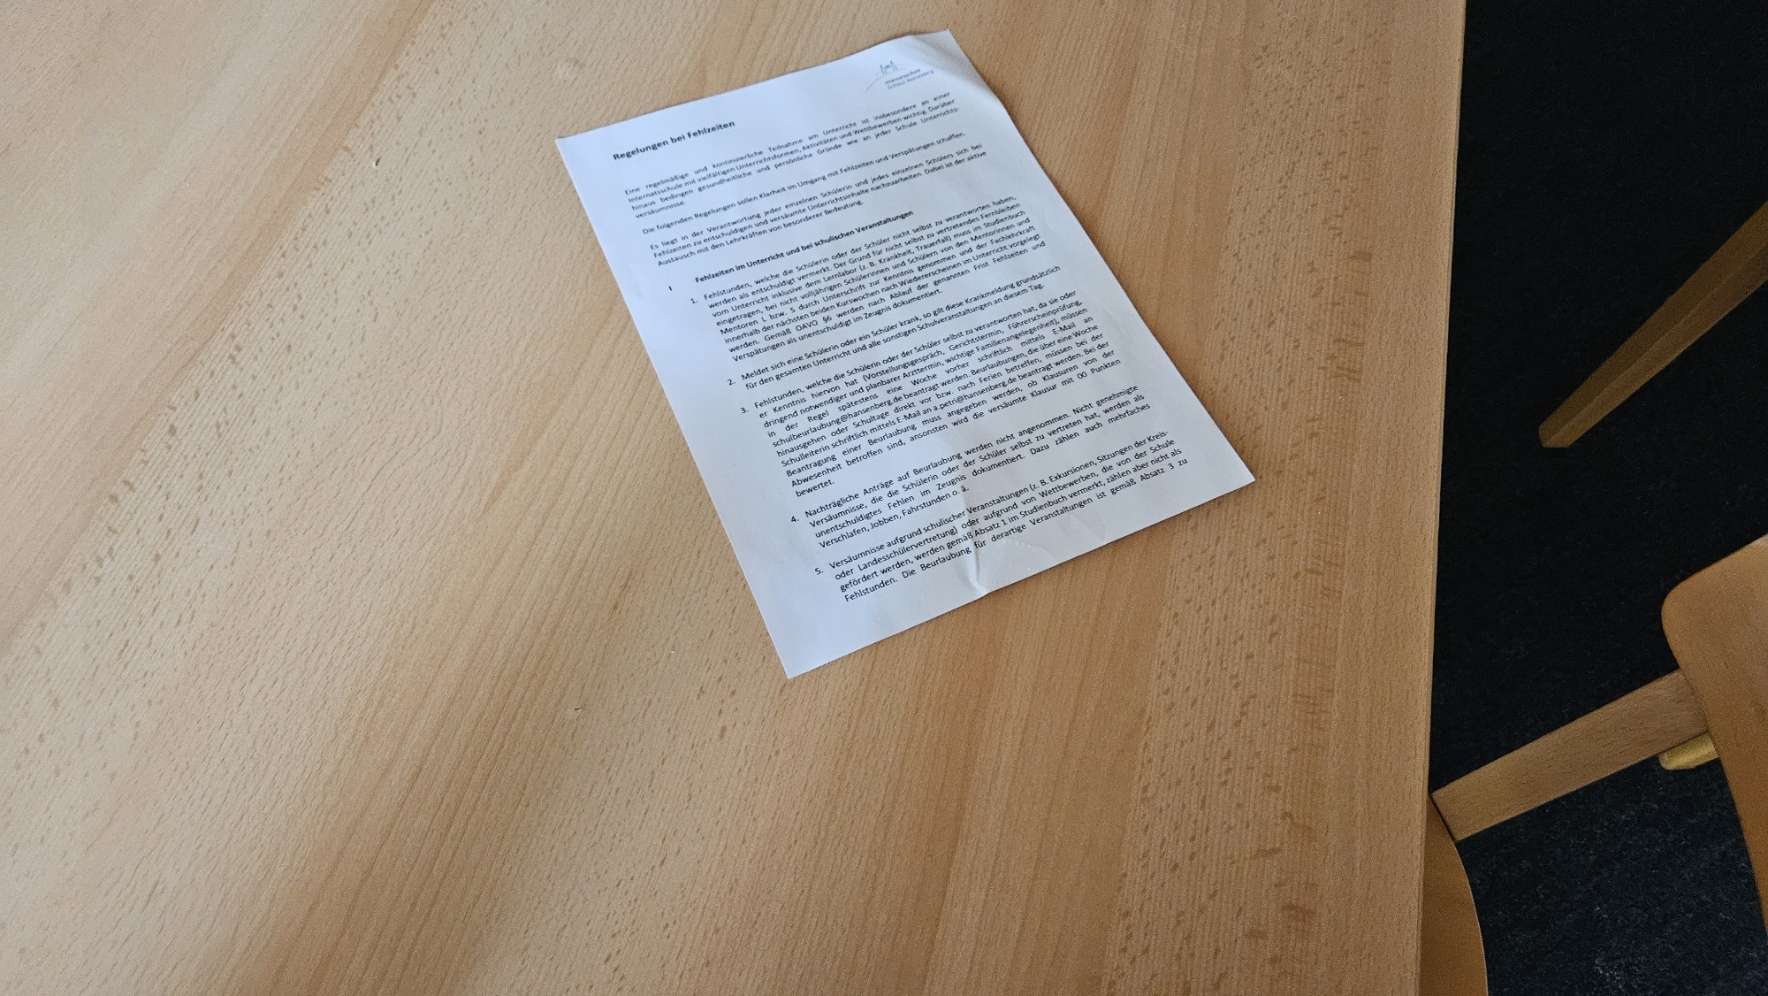 Internatsschule
Schloss Hansenberg
Regelungen bei Fehlzeiten
Eine regelmäßige und kontinuierliche Teilnahme am Unterricht ist insbesondere an einer
Internatsschule mit vielfältigen Unterrichtsformen, Aktivitäten und Wettbewerben wichtig. Darüber
hinaus bedingen gesundheitliche und persönliche Gründe wie an jeder Schule Unterrichts-
versäumnisse.
Die folgenden Regelungen sollen Klarheit im Umgang mit Fehlzeiten und Verspätungen schaffen.
Es liegt in der Verantwortung jeder einzelnen Schülerin und jedes einzelnen Schülers sich bei
Fehlzeiten zu entschuldigen und versäumte Unterrichtsinhalte nachzuarbeiten. Dabei ist der aktive
Austausch mit den Lehrkräften von besonderer Bedeutung.
I Fehlzeiten im Unterricht und bei schulischen Veranstaltungen
1. Fehlstunden, welche die Schülerin oder der Schüler nicht selbst zu verantworten haben,
werden als entschuldigt vermerkt. Der Grund für nicht selbst zu vertretendes Fernbleiben
vom Unterricht inklusive dem Lernlabor (z. B. Krankheit, Trauerfall) muss im Studienbuch
eingetragen, bei nicht volljährigen Schülerinnen und Schülern von den Mentorinnen und
Mentoren L bzw. S durch Unterschrift zur Kenntnis genommen und der Fachlehrkraft
innerhalb der nächsten beiden Kurswochen nach Wiedererscheinen im Unterricht vorgelegt
werden. Gemäß OAVO §6 werden nach Ablauf der genannten Frist Fehlzeiten und
Verspätungen als unentschuldigt im Zeugnis dokumentiert.
2. Meldet sich eine Schülerin oder ein Schüler krank, so gilt diese Krankmeldung grundsätzlich
für den gesamten Unterricht und alle sonstigen Schulveranstaltungen an diesem Tag.
3. Fehlstunden, welche die Schülerin oder der Schüler selbst zu verantworten hat, da sie oder
er Kenntnis hiervon hat (Vorstellungsgespräch, Gerichtstermin, Führerscheinprüfung,
dringend notwendiger und planbarer Arzttermin, wichtige Familienangelegenheit), müssen
in der Regel spätestens eine Woche vorher schriftlich mittels E-Mail an
schulbeurlaubung@hansenberg.de beantragt werden. Beurlaubungen, die über eine Woche
hinausgehen oder Schultage direkt vor bzw. nach Ferien betreffen, müssen bei der
Schulleiterin schriftlich mittels E-Mail an a.petri@hansenberg.de beantragt werden. Bei der
Beantragung einer Beurlaubung muss angegeben werden, ob Klausuren von der
Abwesenheit betroffen sind, ansonsten wird die versäumte Klausur mit 00 Punkten
bewertet.
4. Nachträgliche Anträge auf Beurlaubung werden nicht angenommen. Nicht genehmigte
Versäumnisse, die die Schülerin oder der Schüler selbst zu vertreten hat, werden als
unentschuldigtes Fehlen im Zeugnis dokumentiert. Dazu zählen auch mehrfaches
Verschlafen, Jobben, Fahrstunden o. ä.
5. Versäumnisse aufgrund schulischer Veranstaltungen (z. B. Exkursionen, Sitzungen der Kreis-
oder Landesschülervertretung) oder aufgrund von Wettbewerben, die von der Schule
gefördert werden, werden gemäß Absatz 1 im Studienbuch vermerkt, zählen aber nicht als
Fehlstunden. Die Beurlaubung für derartige Veranstaltungen ist gemäß Absatz 3 zu